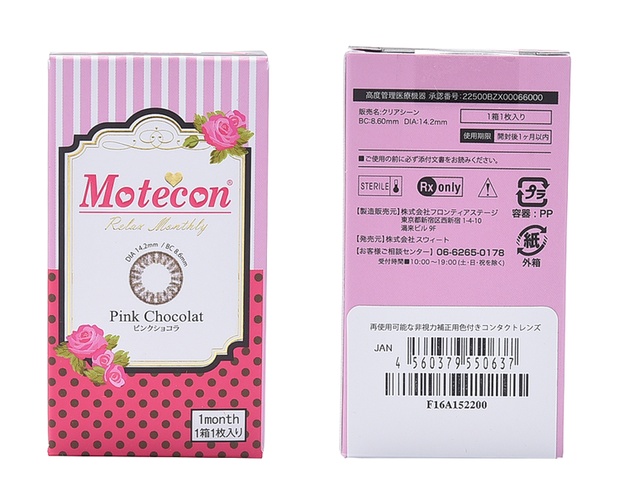 Motecon®
Relax Monthly
DIA 14.2mm / BC 8.6mm
Pink Chocolat
ピンクショコラ
1month
1箱1枚入り
高度管理医療機器 承認番号:22500BZX00066000
販売名:クリアシーン
BC:8.60mm DIA:14.2mm
1箱1枚入り
使用期限 開封後1ヶ月以内
■ご使用の前に必ず添付文書をお読みください。
STERILE
Rx only
プラ
容器:PP
【製造販売元】株式会社フロンティアステージ
東京都新宿区西新宿 1-4-10
満来ビル 9F
【発売元】株式会社スウィート
【お客様ご相談センター】06-6265-0178
受付時間■10:00~19:00(土・日・祝を除く)
紙
外箱
再使用可能な非視力補正用色付きコンタクトレンズ
JAN
4 560379 550637
F16A152200